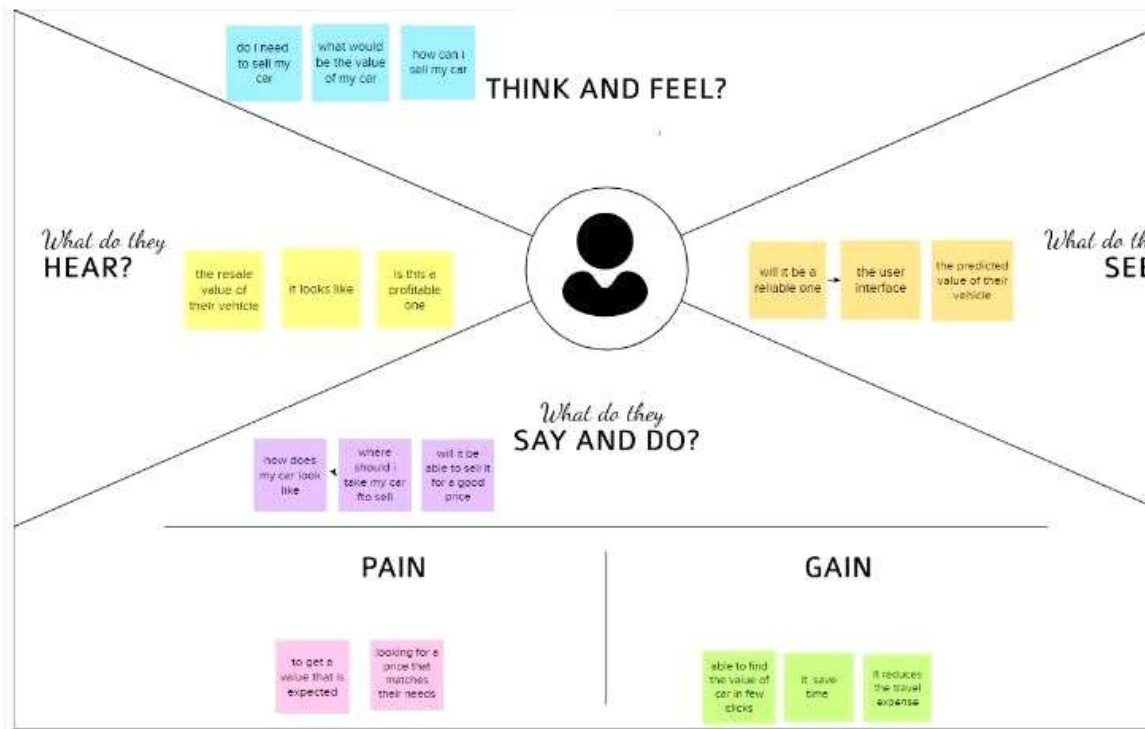 do i need
to sell my
car
what would
be the value
of my car
how can i
sell my car
THINK AND FEEL?
What do they
HEAR?
the resale
value of
their vehicle
it looks like
is this a
profitable
one
will it be a
reliable one
the user
interface
the predicted
value of their
vehicle
What do th
SEE
What do they
SAY AND DO?
how does
my car look
like
where
should i
take my car
fto sell
will it be
able to sell it
for a good
price
PAIN
to get a
value that is
expected
looking for a
price that
matches
their needs
GAIN
able to find
the value of
car in few
clicks
it save
time
it reduces
the travel
expense